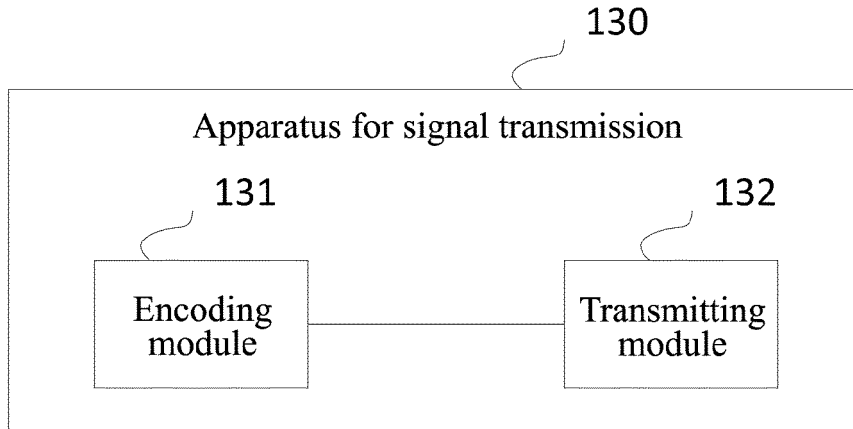 130
Apparatus for signal transmission
131
132
Encoding
module
Transmitting
module